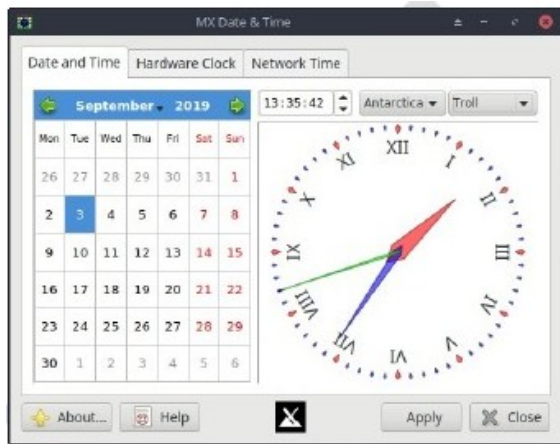 MX Date & Time
Date and Time Hardware Clock Network Time
September 2019 13:35:42 Antarctica Troll
Mon Tue Wed Thu Fri Sat Sun
26 27 28 29 30 31 1
2 3 4 5 6 7 8
9 10 11 12 13 14 15
16 17 18 19 20 21 22
23 24 25 26 27 28 29
30 1 2 3 4 5 6
XII
I
II
III
IV
V
VI
VII
VIII
IX
X
XI
About... Help Apply Close